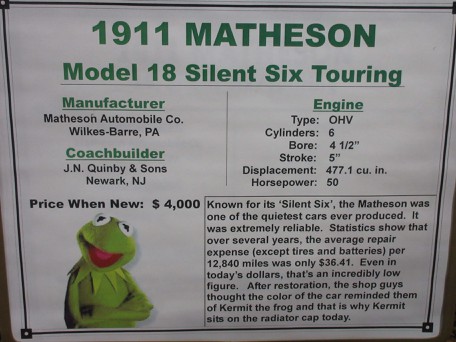 1911 MATHESON
Model 18 Silent Six Touring
Manufacturer
Matheson Automobile Co.
Wilkes-Barre, PA
Coachbuilder
J.N. Quinby & Sons
Newark, NJ
Engine
Type: OHV
Cylinders: 6
Bore: 4 1/2"
Stroke: 5"
Displacement: 477.1 cu. in.
Horsepower: 50
Price When New: $ 4,000
Known for its 'Silent Six', the Matheson was
one of the quietest cars ever produced. It
was extremely reliable. Statistics show that
over several years, the average repair
expense (except tires and batteries) per
12,840 miles was only $36.41. Even in
today's dollars, that's an incredibly low
figure. After restoration, the shop guys
thought the color of the car reminded them
of Kermit the frog and that is why Kermit
sits on the radiator cap today.